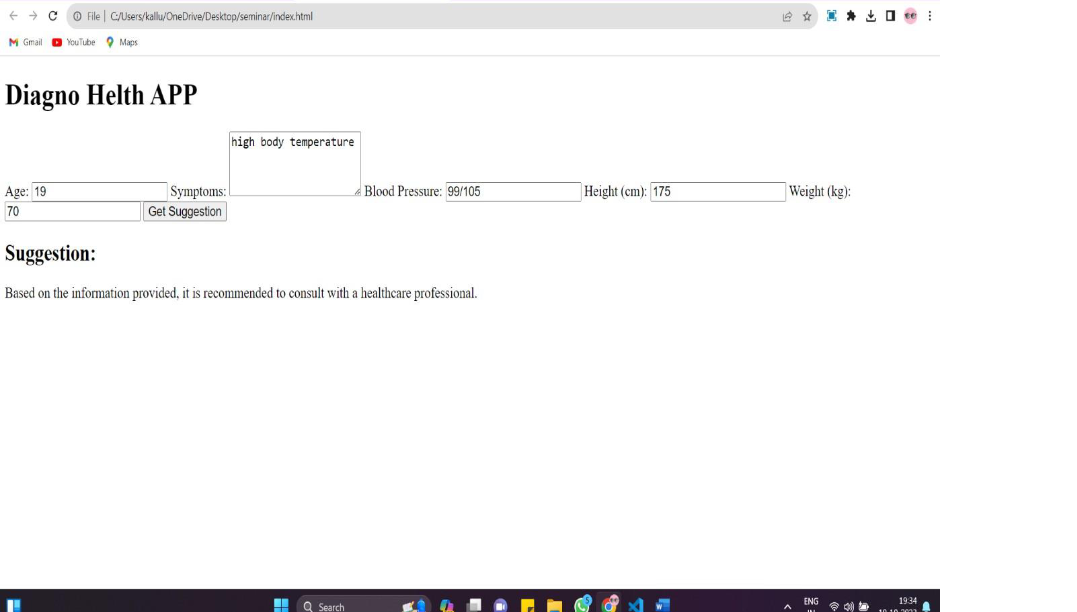 File | C:/Users/kallu/OneDrive/Desktop/seminar/index.html
Gmail YouTube Maps
Diagno Helth APP
high body temperature
Age: 19 Symptoms: Blood Pressure: 99/105 Height (cm): 175 Weight (kg):
70 Get Suggestion
Suggestion:
Based on the information provided, it is recommended to consult with a healthcare professional.
Search
ENG
19:34